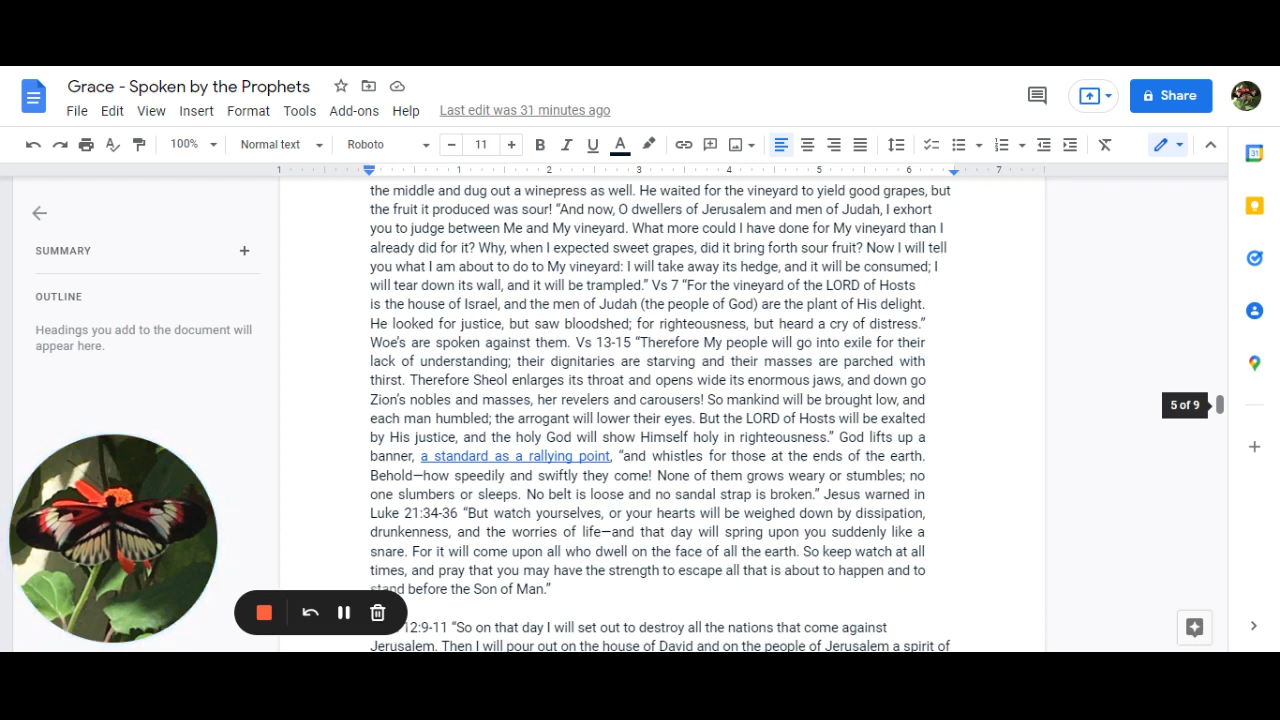 Grace - Spoken by the Prophets
File Edit View Insert Format Tools Add-ons Help Last edit was 31 minutes ago
Share
100% Normal text Roboto 11
1 1 2 3 4 5 6 7
SUMMARY
OUTLINE
Headings you add to the document will
appear here.
the middle and dug out a winepress as well. He waited for the vineyard to yield good grapes, but
the fruit it produced was sour! “And now, O dwellers of Jerusalem and men of Judah, I exhort
you to judge between Me and My vineyard. What more could I have done for My vineyard than I
already did for it? Why, when I expected sweet grapes, did it bring forth sour fruit? Now I will tell
you what I am about to do to My vineyard: I will take away its hedge, and it will be consumed; I
will tear down its wall, and it will be trampled.” Vs 7 “For the vineyard of the LORD of Hosts
is the house of Israel, and the men of Judah (the people of God) are the plant of His delight.
He looked for justice, but saw bloodshed; for righteousness, but heard a cry of distress.”
Woe’s are spoken against them. Vs 13-15 “Therefore My people will go into exile for their
lack of understanding; their dignitaries are starving and their masses are parched with
thirst. Therefore Sheol enlarges its throat and opens wide its enormous jaws, and down go
Zion’s nobles and masses, her revelers and carousers! So mankind will be brought low, and
each man humbled; the arrogant will lower their eyes. But the LORD of Hosts will be exalted
by His justice, and the holy God will show Himself holy in righteousness.” God lifts up a
banner, a standard as a rallying point, “and whistles for those at the ends of the earth.
Behold—how speedily and swiftly they come! None of them grows weary or stumbles; no
one slumbers or sleeps. No belt is loose and no sandal strap is broken.” Jesus warned in
Luke 21:34-36 “But watch yourselves, or your hearts will be weighed down by dissipation,
drunkenness, and the worries of life—and that day will spring upon you suddenly like a
snare. For it will come upon all who dwell on the face of all the earth. So keep watch at all
times, and pray that you may have the strength to escape all that is about to happen and to
stand before the Son of Man.”
12:9-11 “So on that day I will set out to destroy all the nations that come against
Jerusalem. Then I will pour out on the house of David and on the people of Jerusalem a spirit of
5 of 9
31